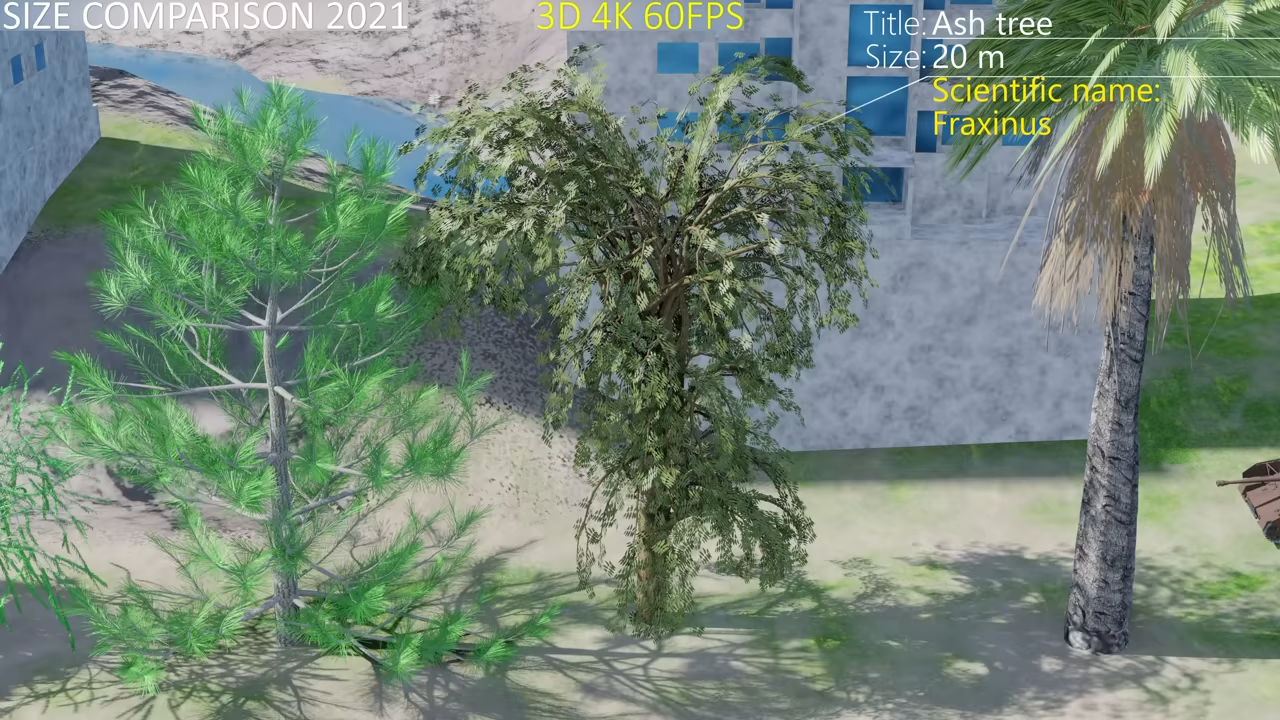 SIZE COMPARISON 2021
3D 4K 60FPS
Title: Ash tree
Size: 20 m
Scientific name:
Fraxinus